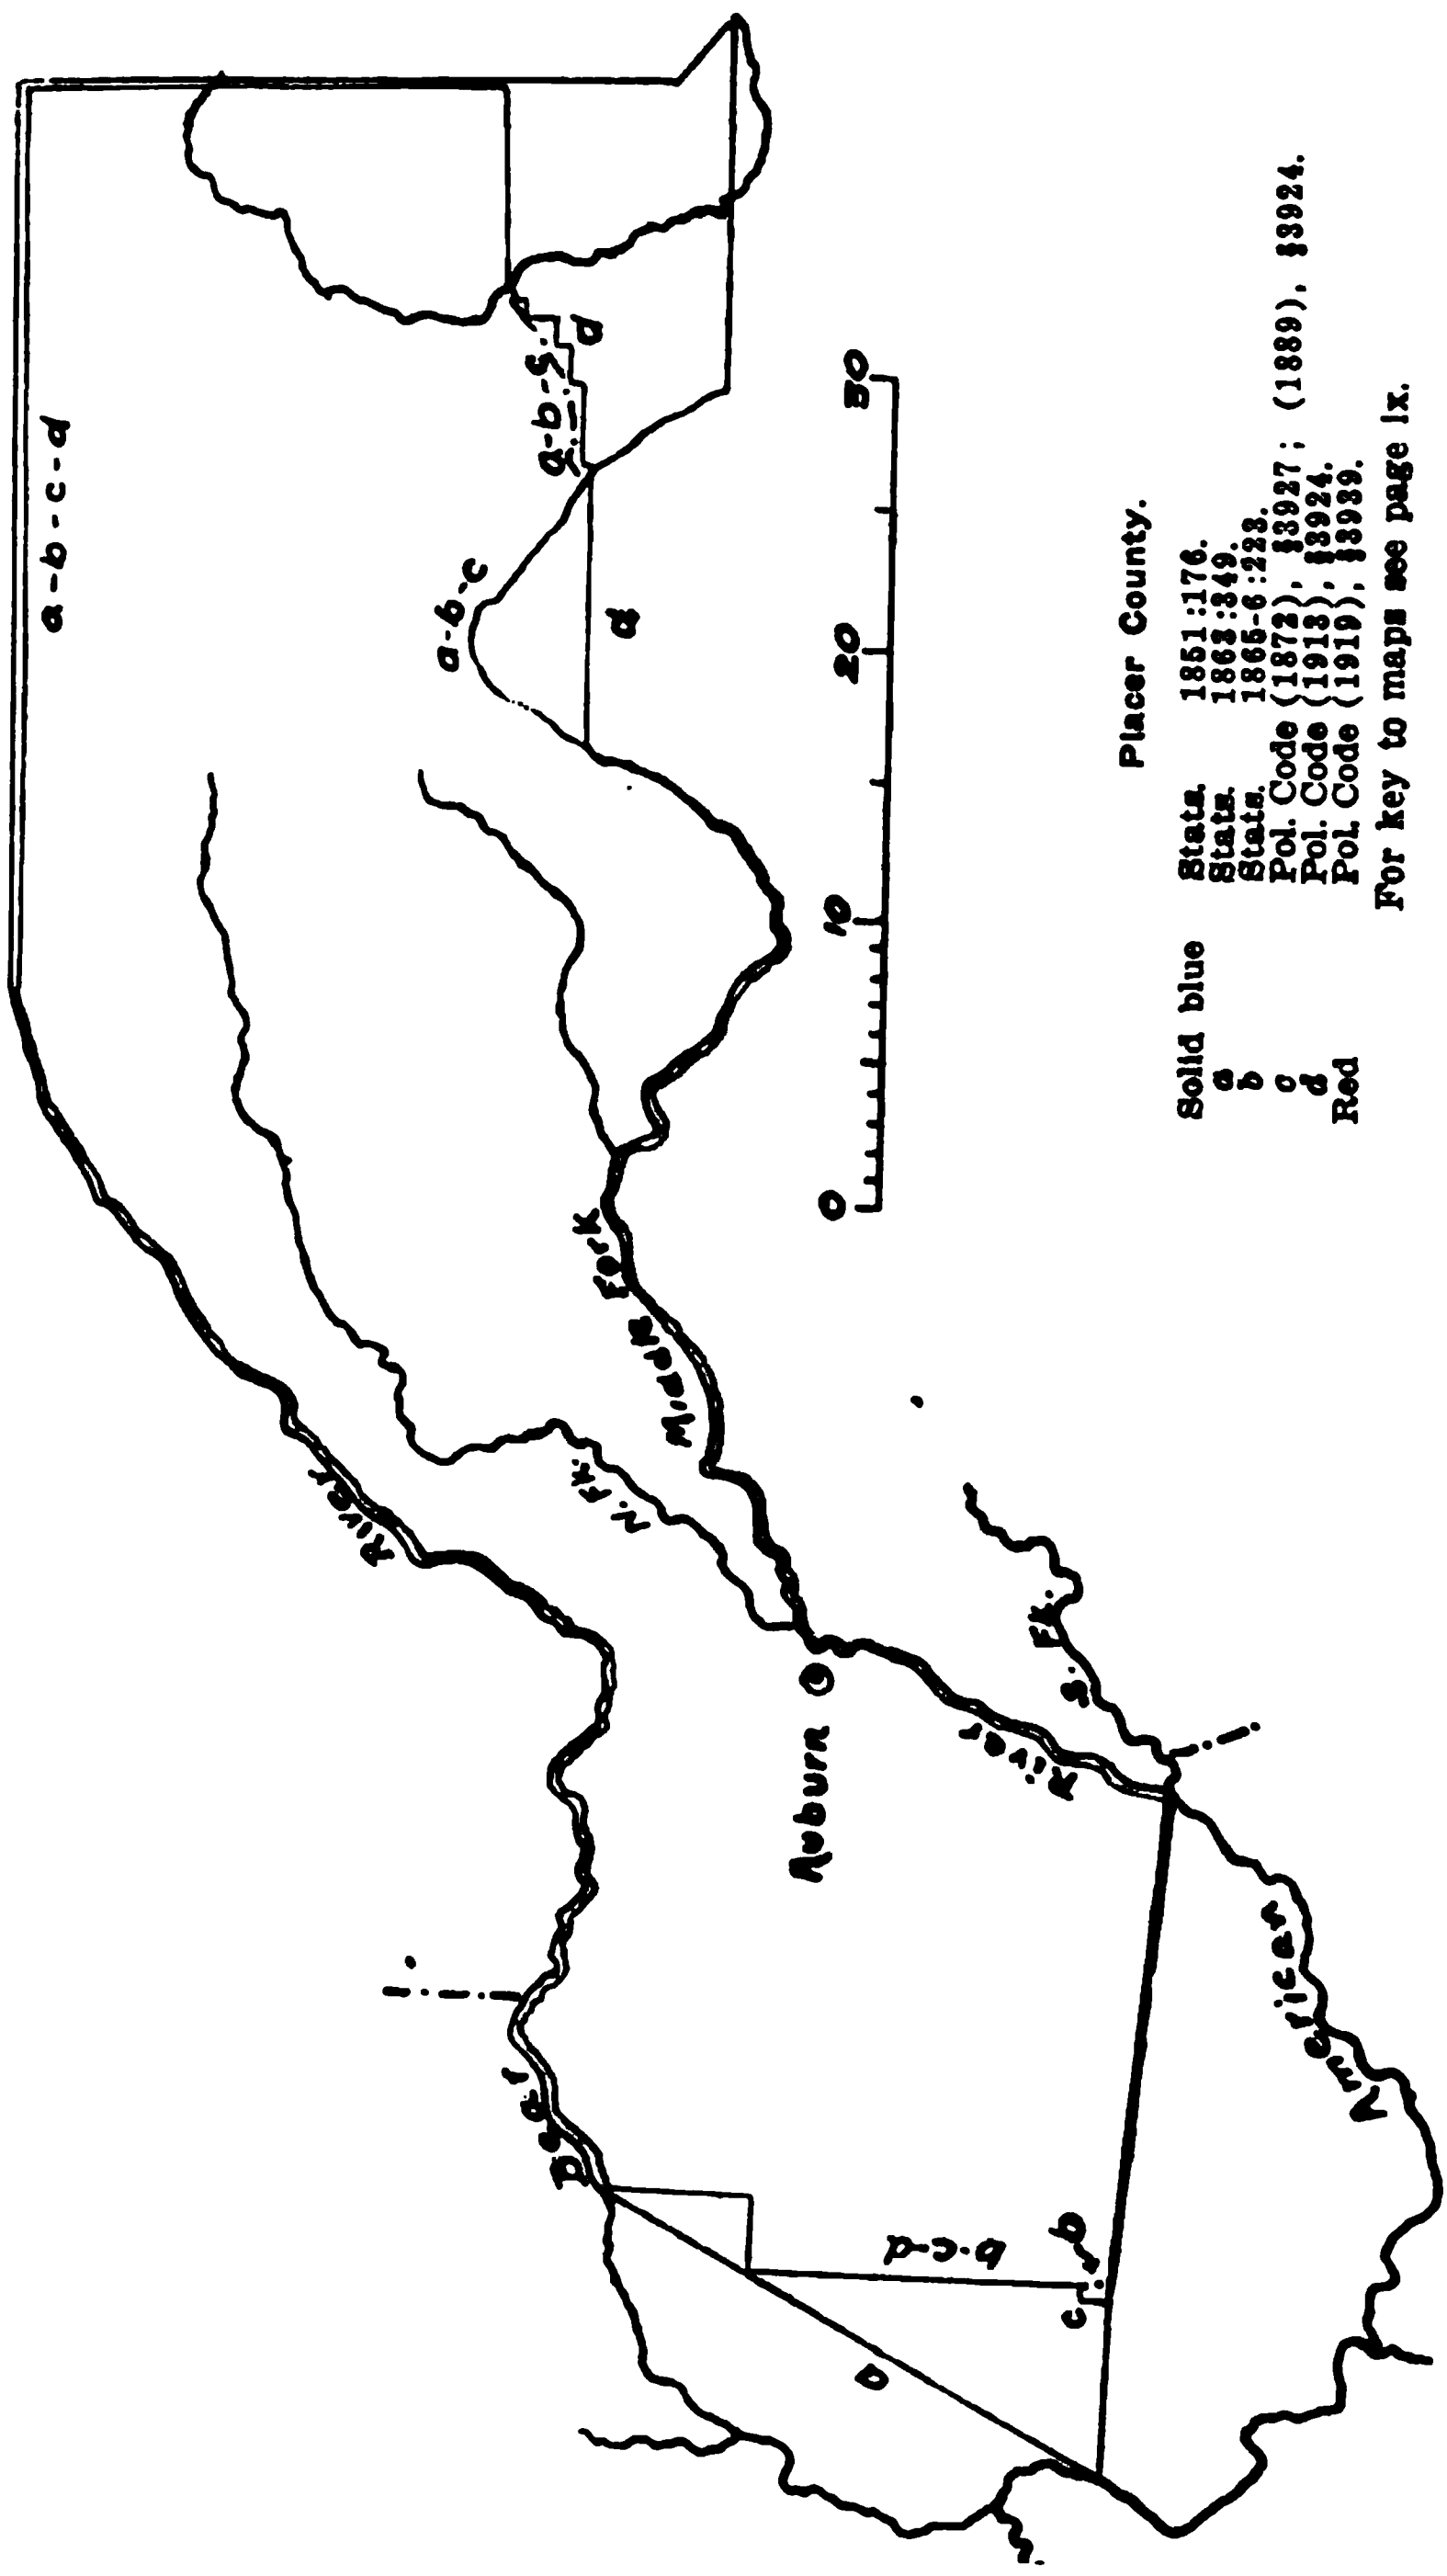 a-b-c-d
a-b-c.
d
a-b-c
d
River
N. Fk.
Middle Fork
Auburn
River
S. Fk.
Bear
b-c-d
b
c
a
American
0 10 20 30
Placer County.
Solid blue Stats. 1851:176.
a Stats. 1863:349.
b Stats. 1865-6:223.
c Pol. Code (1872), §3927; (1889), §3924.
d Pol. Code (1913), §3924.
Red Pol. Code (1919), §3939.
For key to maps see page ix.